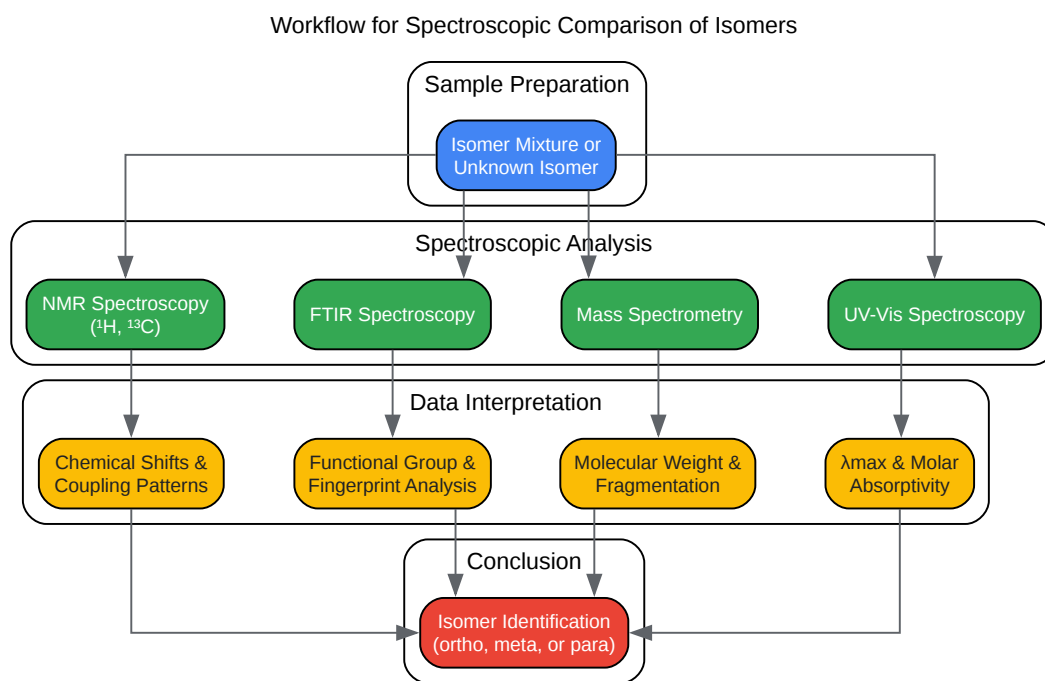 Workflow for Spectroscopic Comparison of Isomers
Sample Preparation
Isomer Mixture or
Unknown Isomer
Spectroscopic Analysis
NMR Spectroscopy
(¹H, ¹³C)
FTIR Spectroscopy
Mass Spectrometry
UV-Vis Spectroscopy
Data Interpretation
Chemical Shifts &
Coupling Patterns
Functional Group &
Fingerprint Analysis
Molecular Weight &
Fragmentation
λmax & Molar
Absorptivity
Conclusion
Isomer Identification
(ortho, meta, or para)